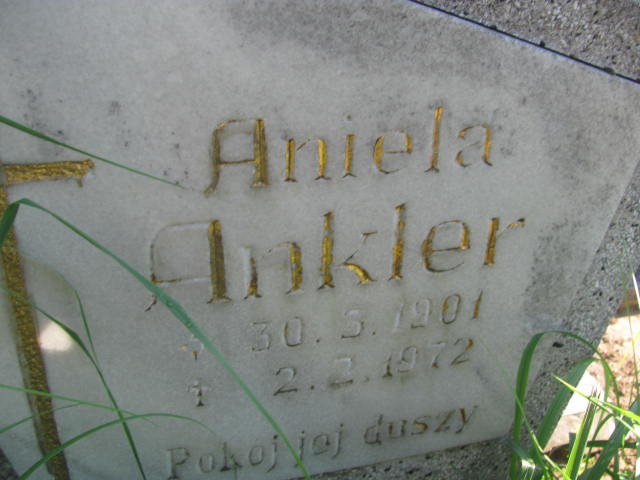 Aniela
Ankler
* 30. 5. 1901
† 2. 2. 1972
Pokój jej duszy